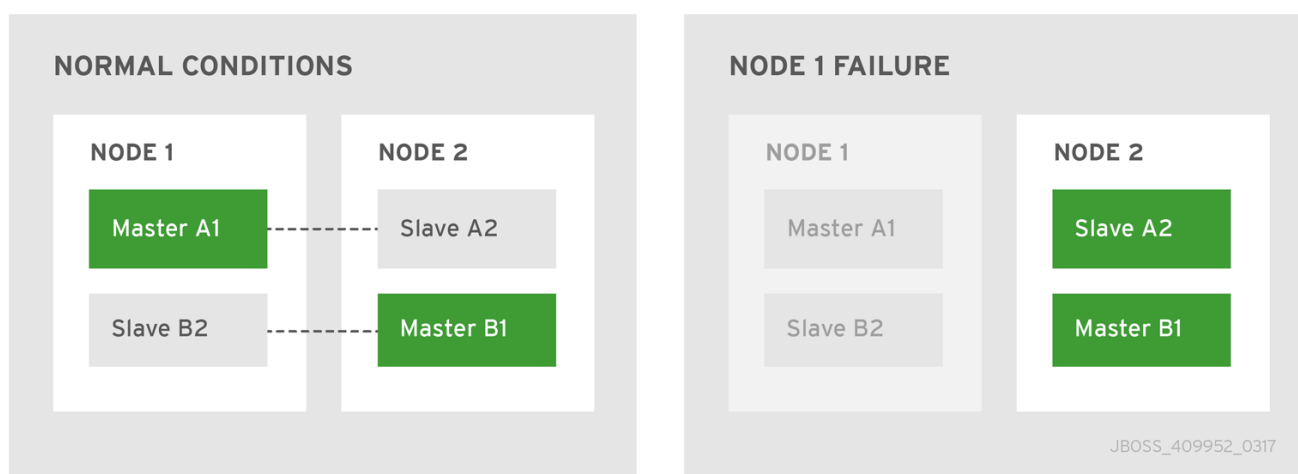 NORMAL CONDITIONS
NODE 1
Master A1
Slave B2
NODE 2
Slave A2
Master B1
NODE 1 FAILURE
NODE 1
Master A1
Slave B2
NODE 2
Slave A2
Master B1
JBOSS_409952_0317